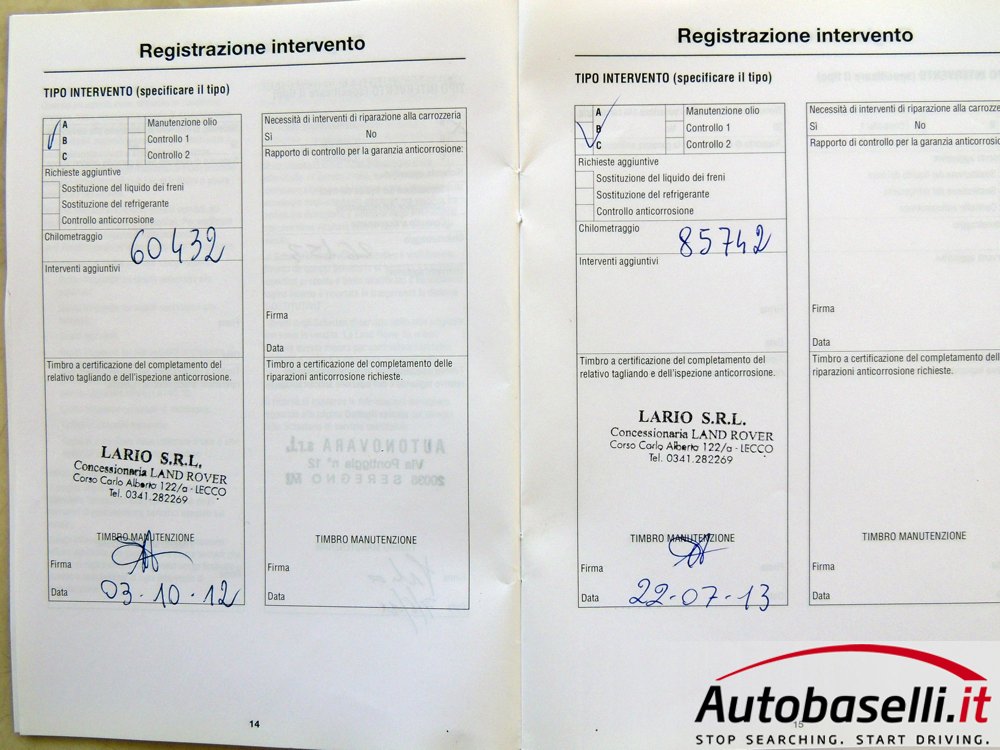 Registrazione intervento
TIPO INTERVENTO (specificare il tipo)
A
B
C
Manutenzione olio
Controllo 1
Controllo 2
Richieste aggiuntive
Sostituzione del liquido dei freni
Sostituzione del refrigerante
Controllo anticorrosione
Chilometraggio
60432
Interventi aggiuntivi
Timbro a certificazione del completamento del
relativo tagliando e dell'ispezione anticorrosione.
LARIO S.R.L.
Concessionaria LAND ROVER
Corso Carlo Alberto 122/a - LECCO
Tel. 0341.282269
TIMBRO MANUTENZIONE
Firma
Data 03-10-12
Necessità di interventi di riparazione alla carrozzeria
Sì No
Rapporto di controllo per la garanzia anticorrosione:
Firma
Data
Timbro a certificazione del completamento delle
riparazioni anticorrosione richieste.
AUTONOVARA s.r.l.
Via Pontiggia n° 12
20038 SEREGNO MI
TIMBRO MANUTENZIONE
Firma
Data
14
Registrazione intervento
TIPO INTERVENTO (specificare il tipo)
A
B
C
Manutenzione olio
Controllo 1
Controllo 2
Richieste aggiuntive
Sostituzione del liquido dei freni
Sostituzione del refrigerante
Controllo anticorrosione
Chilometraggio
85742
Interventi aggiuntivi
Timbro a certificazione del completamento del
relativo tagliando e dell'ispezione anticorrosione.
LARIO S.R.L.
Concessionaria LAND ROVER
Corso Carlo Alberto 122/a - LECCO
Tel. 0341.282269
TIMBRO MANUTENZIONE
Firma
Data 22-07-13
Necessità di interventi di riparazione alla carrozze
Sì No
Rapporto di controllo per la garanzia anticorrosio
Firma
Data
Timbro a certificazione del completamento dell
riparazioni anticorrosione richieste.
TIMBRO MANUTENZIONE
Firma
Data
15
Autobaselli.it
STOP SEARCHING. START DRIVING.